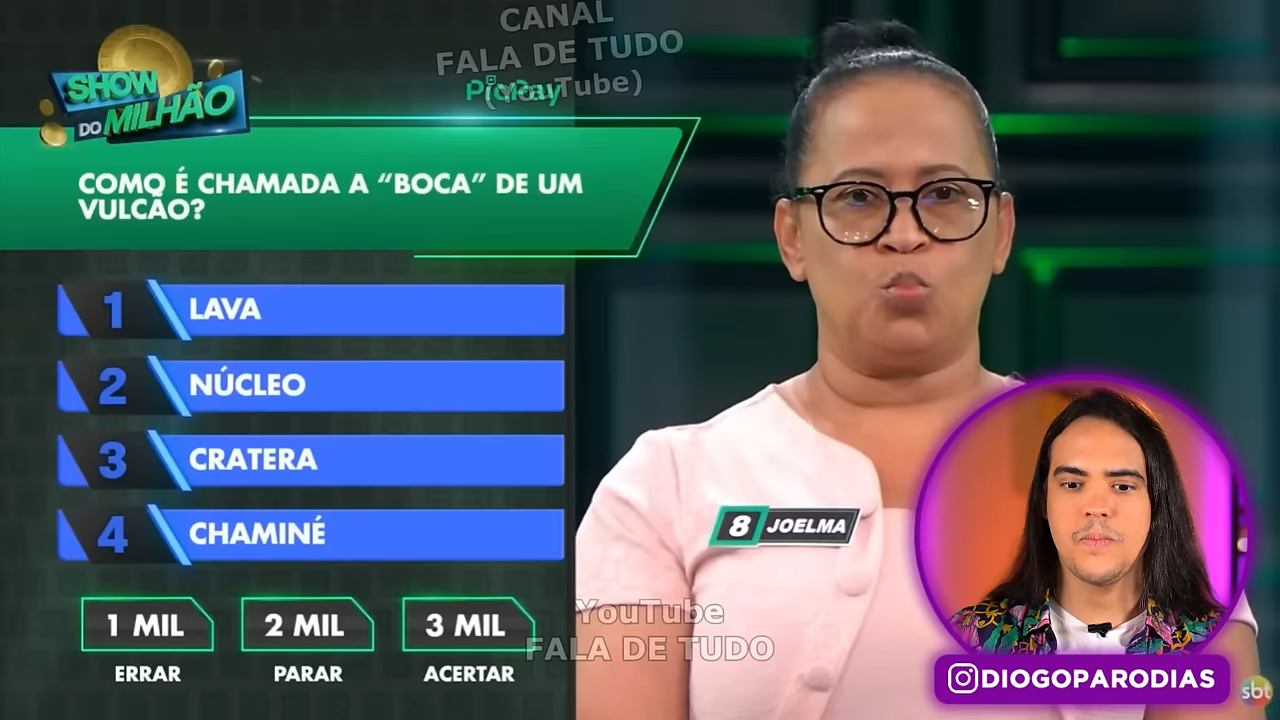 CANAL
FALA DE TUDO
(YouTube)
PicPay
SHOW
DO MILHÃO
COMO É CHAMADA A “BOCA” DE UM
VULCÃO?
1 LAVA
2 NÚCLEO
3 CRATERA
4 CHAMINÉ
1 MIL
2 MIL
3 MIL
ERRAR
PARAR
ACERTAR
8 JOELMA
YouTube
FALA DE TUDO
DIOGOPARODIAS
sbt